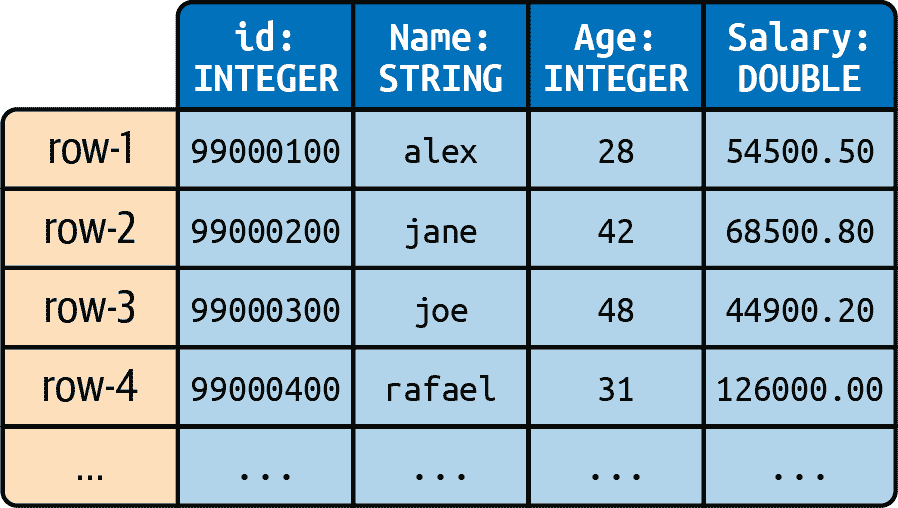 id: Name: Age: Salary:
INTEGER STRING INTEGER DOUBLE
row-1 99000100 alex 28 54500.50
row-2 99000200 jane 42 68500.80
row-3 99000300 joe 48 44900.20
row-4 99000400 rafael 31 126000.00
... ... ... ... ...